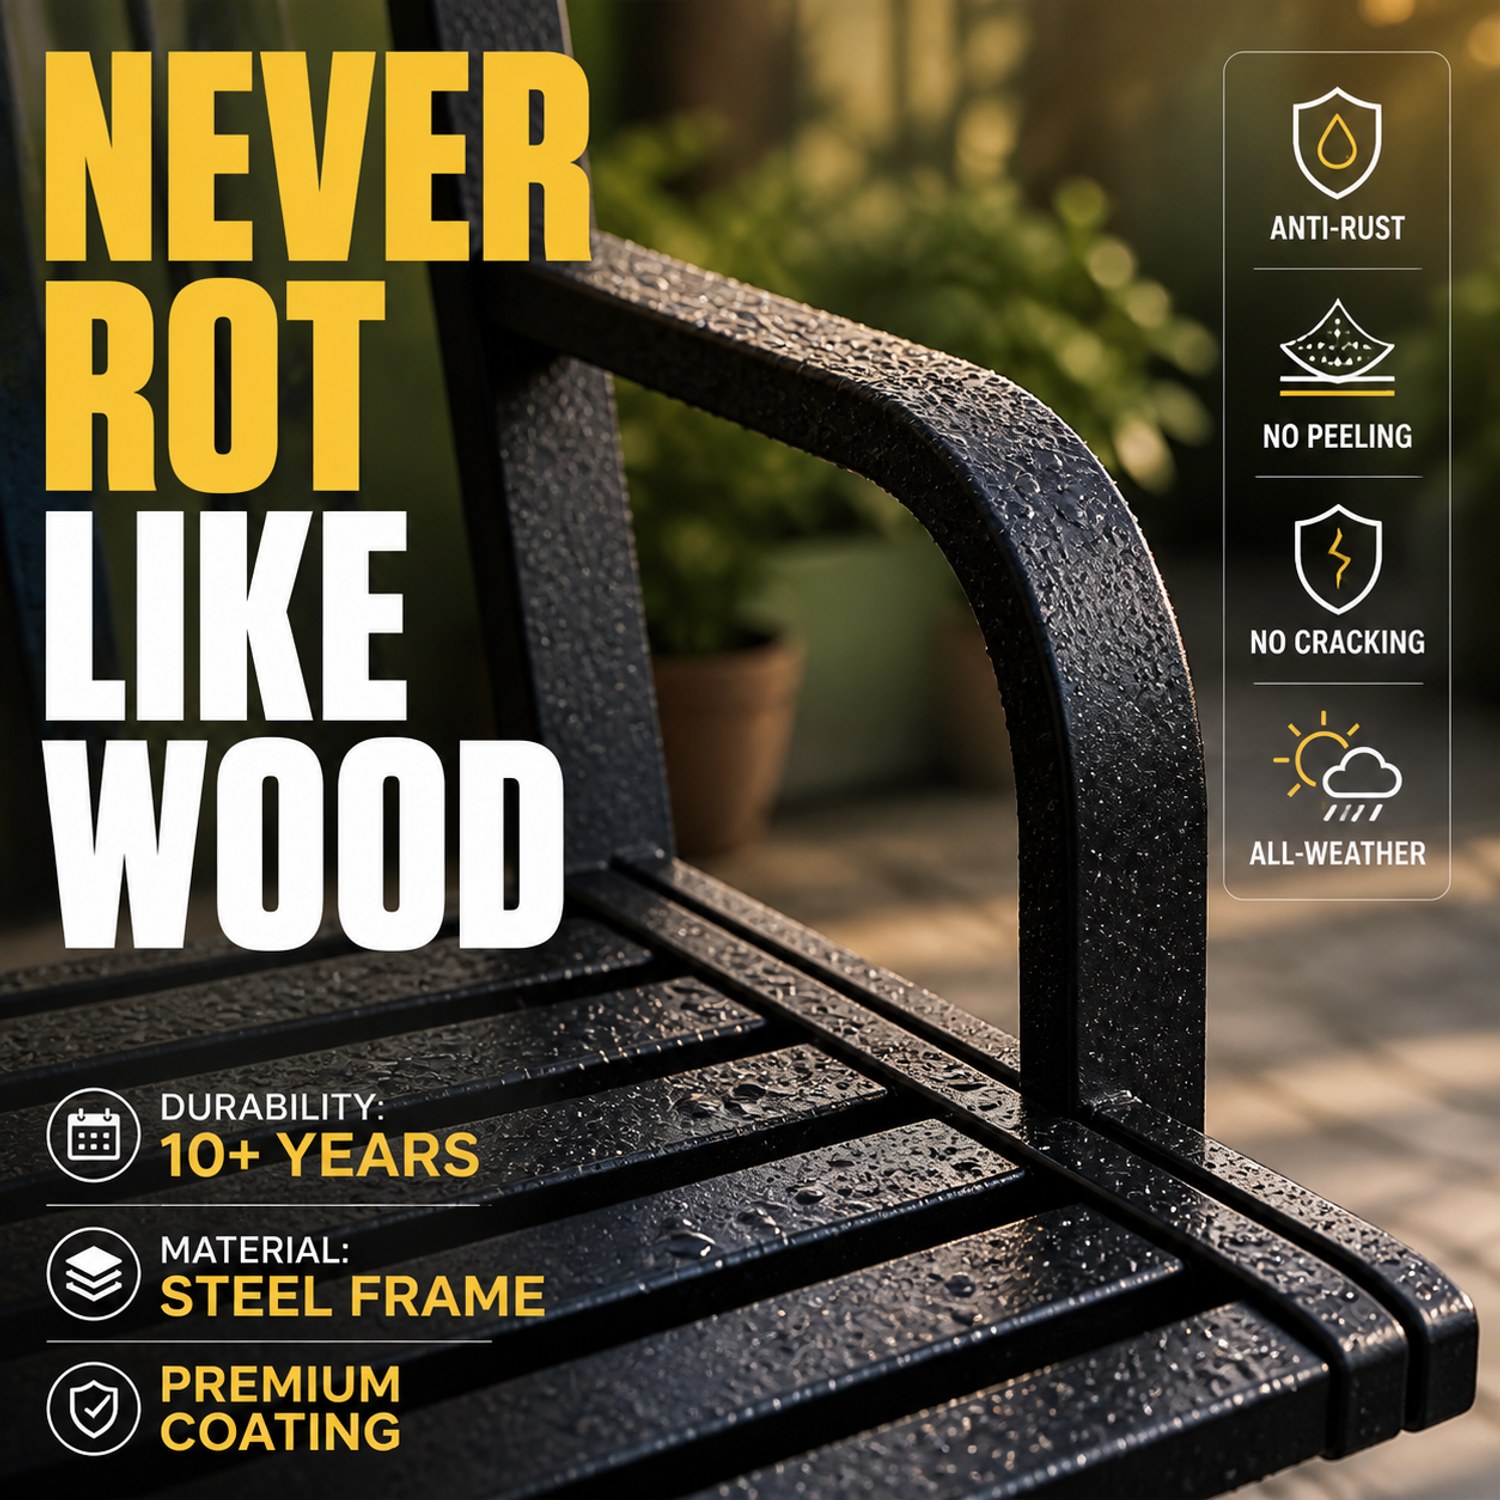 NEVER
ROT
LIKE
WOOD
ANTI-RUST
NO PEELING
NO CRACKING
ALL-WEATHER
DURABILITY:
10+ YEARS
MATERIAL:
STEEL FRAME
PREMIUM
COATING